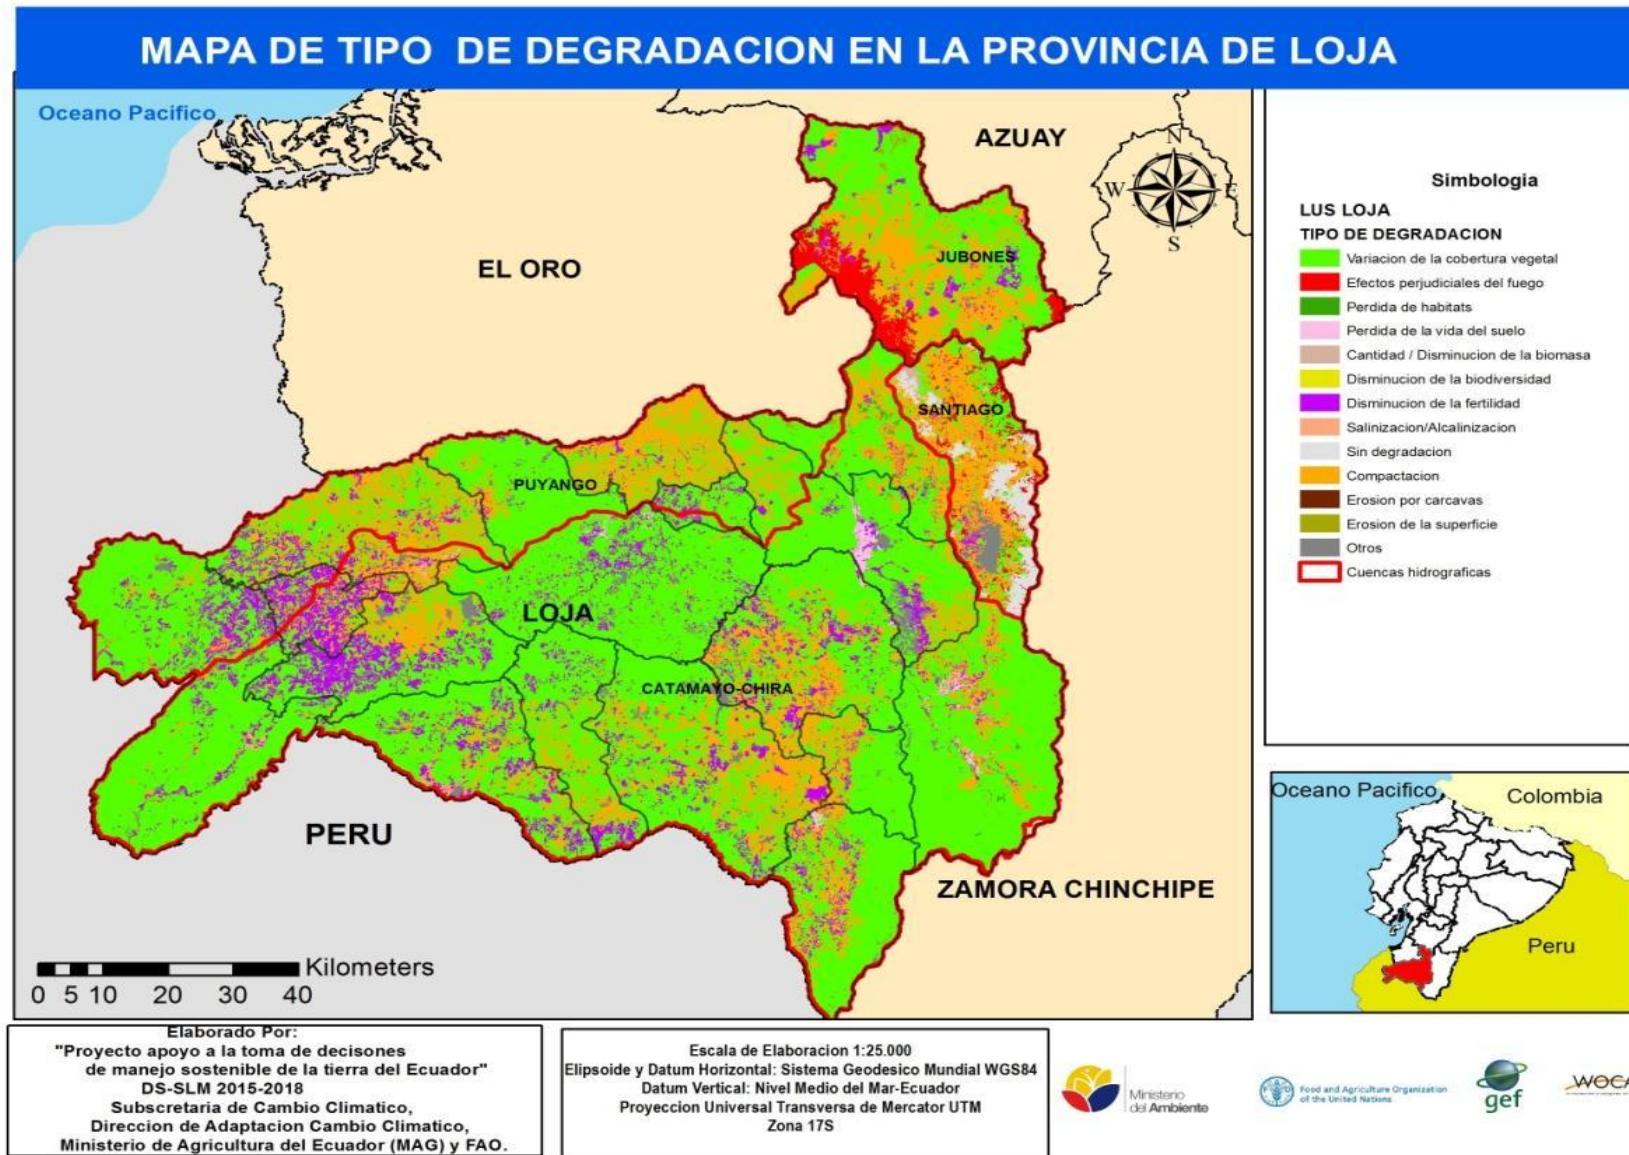 MAPA DE TIPO DE DEGRADACION EN LA PROVINCIA DE LOJA
Oceano Pacifico
AZUAY
N
W
E
S
EL ORO
JUBONES
SANTIAGO
PUYANGO
LOJA
CATAMAYO-CHIRA
PERU
ZAMORA CHINCHIPE
Kilometers
0 5 10 20 30 40
Simbologia
LUS LOJA
TIPO DE DEGRADACION
Variacion de la cobertura vegetal
Efectos perjudiciales del fuego
Perdida de habitats
Perdida de la vida del suelo
Cantidad / Disminucion de la biomasa
Disminucion de la biodiversidad
Disminucion de la fertilidad
Salinizacion/Alcalinizacion
Sin degradacion
Compactacion
Erosion por carcavas
Erosion de la superficie
Otros
Cuencas hidrograficas
Oceano Pacifico
Colombia
Peru
Elaborado Por:
"Proyecto apoyo a la toma de decisones
de manejo sostenible de la tierra del Ecuador"
DS-SLM 2015-2018
Subscretaria de Cambio Climatico,
Direccion de Adaptacion Cambio Climatico,
Ministerio de Agricultura del Ecuador (MAG) y FAO.
Escala de Elaboracion 1:25.000
Elipsoide y Datum Horizontal: Sistema Geodesico Mundial WGS84
Datum Vertical: Nivel Medio del Mar-Ecuador
Proyeccion Universal Transversa de Mercator UTM
Zona 17S
Ministerio
del Ambiente
Food and Agriculture Organization
of the United Nations
gef
WOCA